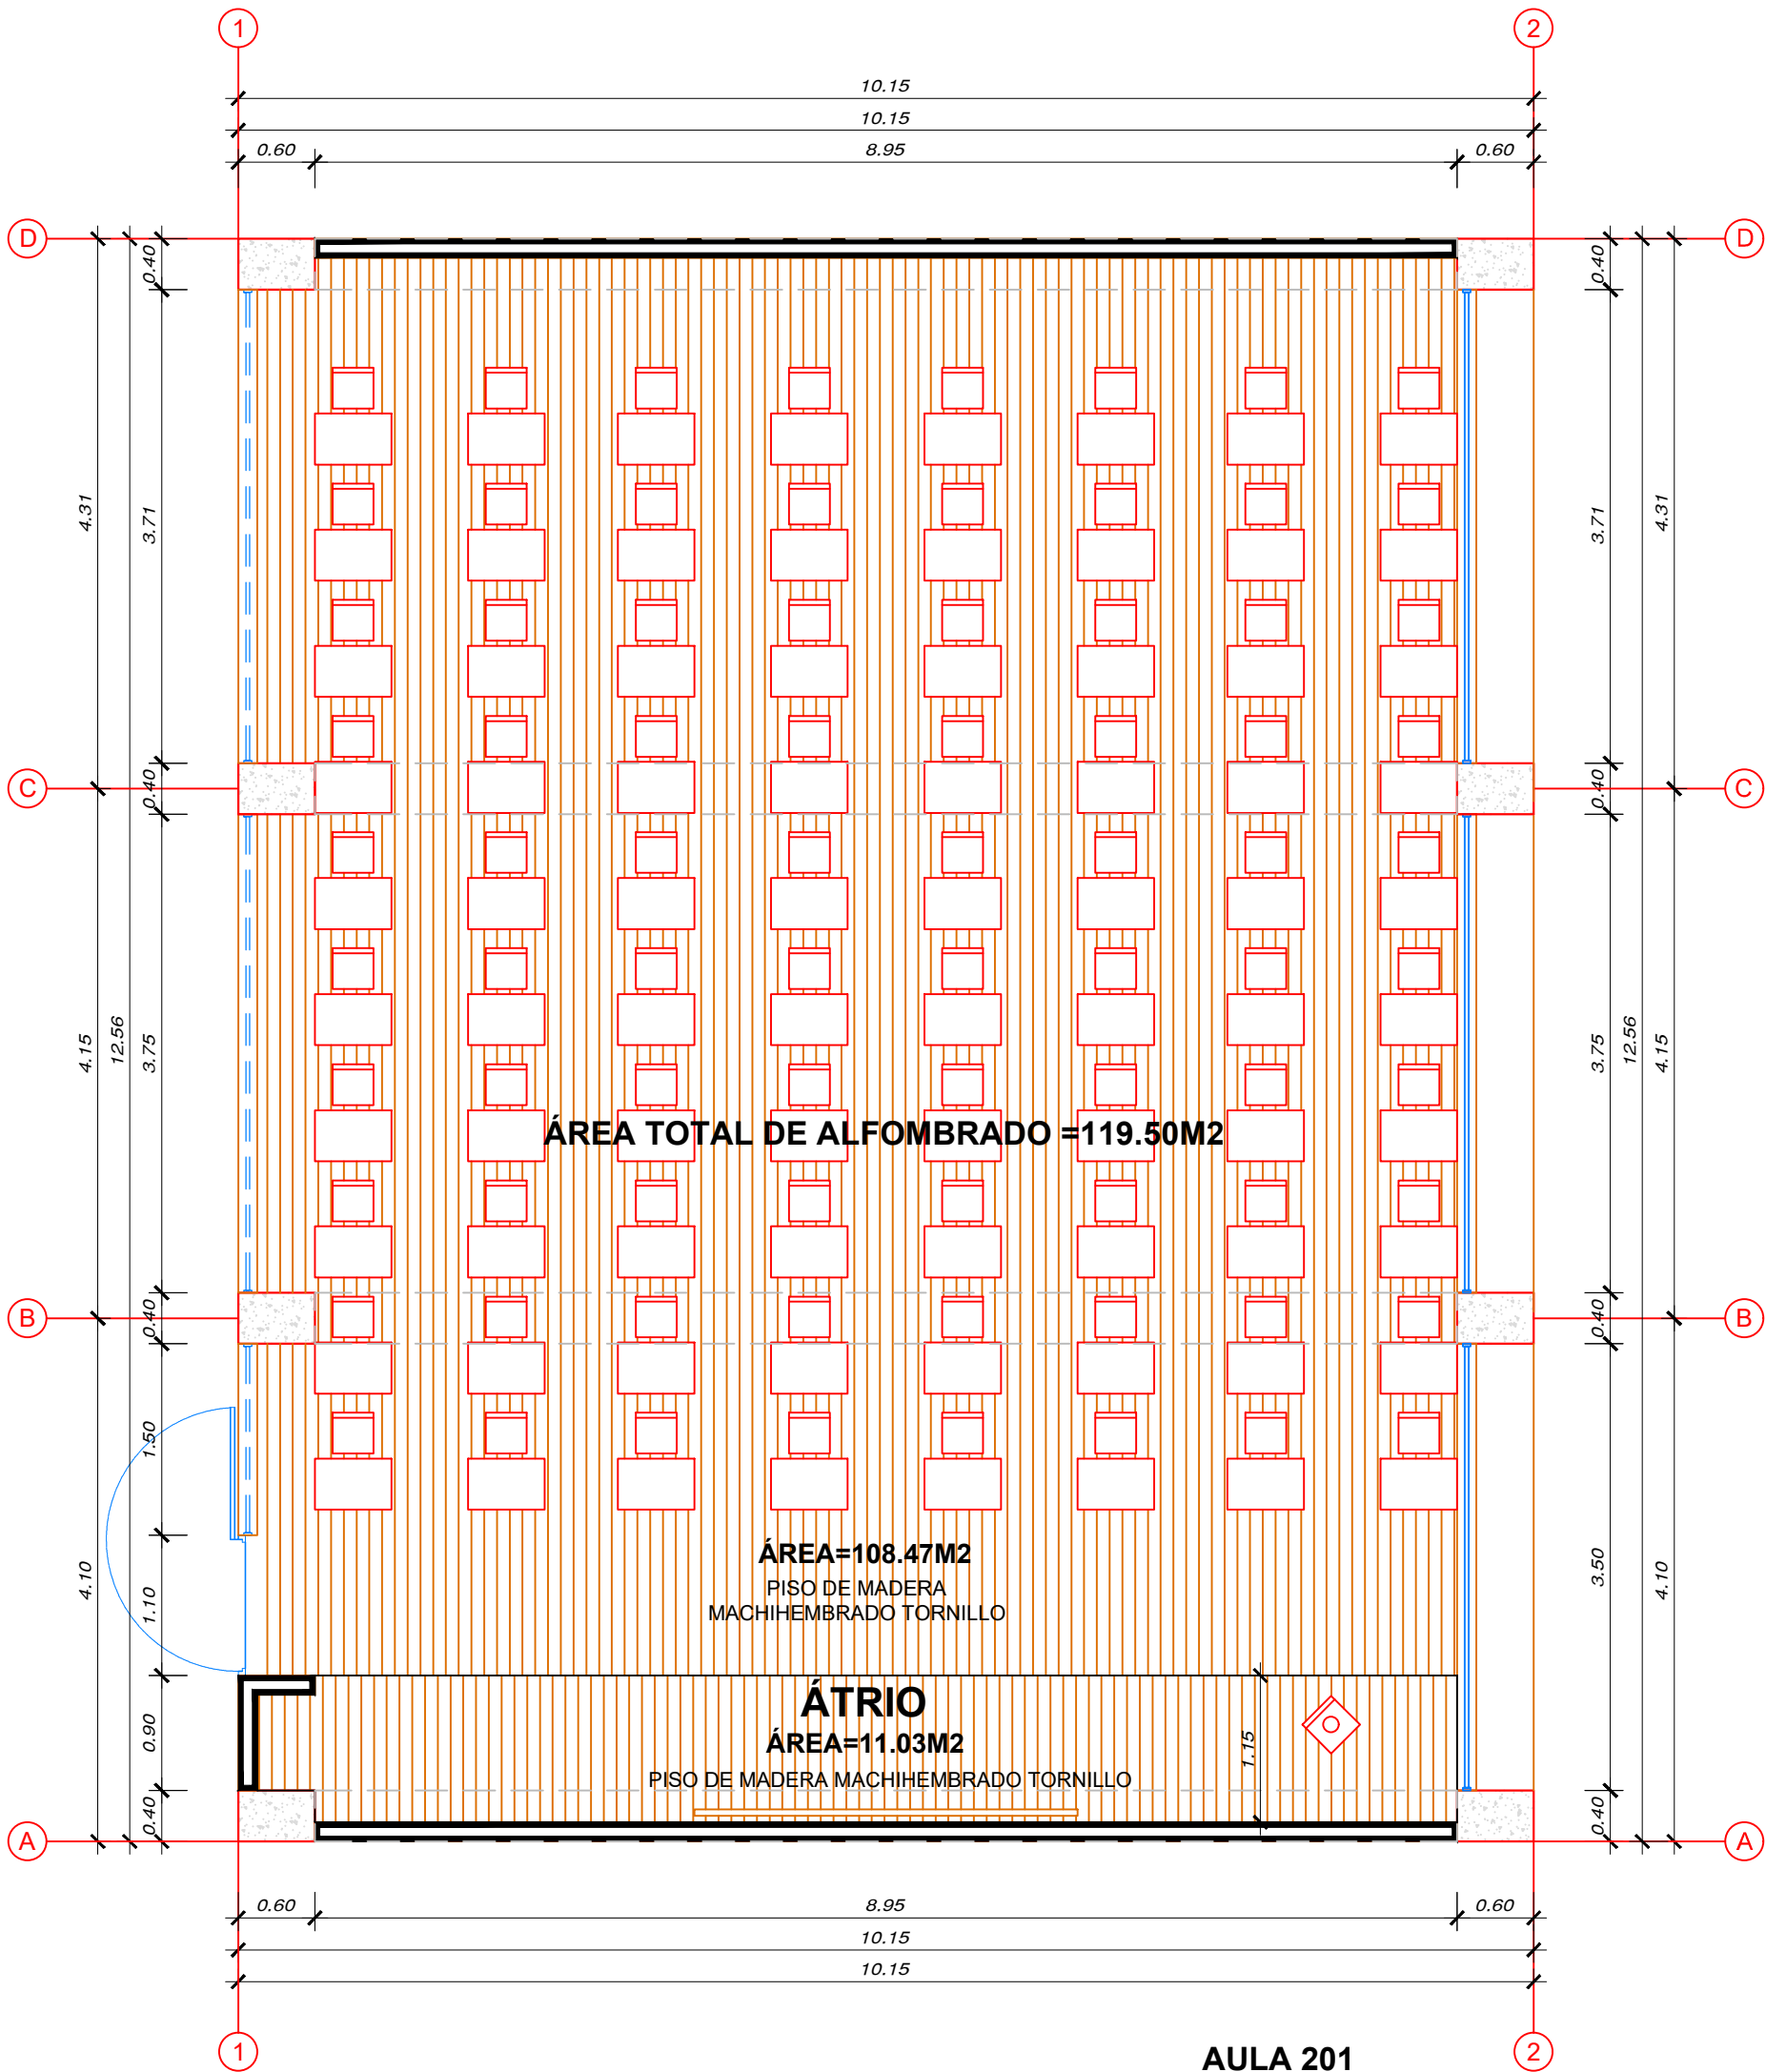 1
2
10.15
10.15
0.60
8.95
0.60
D
D
0.40
0.40
4.31
3.71
3.71
4.31
C
C
0.40
0.40
4.15
12.56
3.75
3.75
12.56
4.15
ÁREA TOTAL DE ALFOMBRADO =119.50M2
B
B
0.40
0.40
1.50
4.10
1.10
3.50
4.10
ÁREA=108.47M2
PISO DE MADERA
MACHIHEMBRADO TORNILLO
ÁTRIO
0.90
ÁREA=11.03M2
1.15
PISO DE MADERA MACHIHEMBRADO TORNILLO
0.40
0.40
A
A
0.60
8.95
0.60
10.15
10.15
1
2
AULA 201